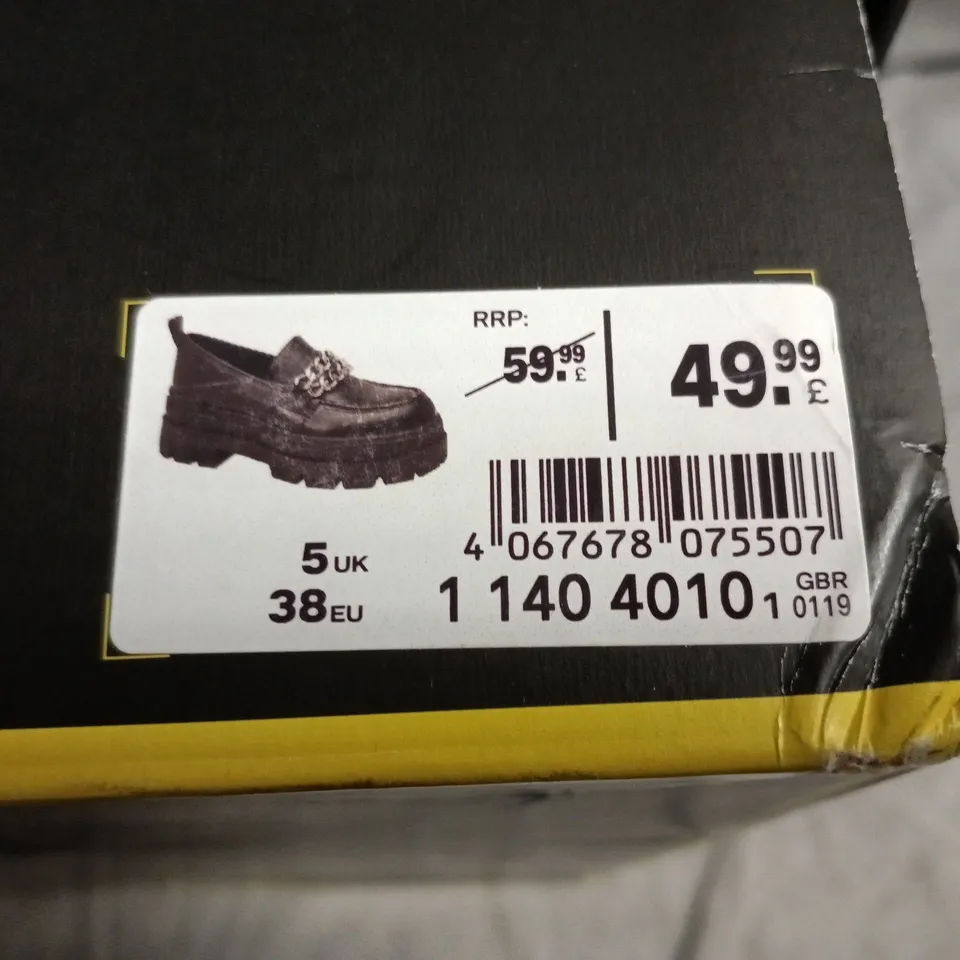 RRP:
59.99 £
49.99 £
4 067678 075507
5 UK
38 EU
1 140 4010 1
GBR
0119